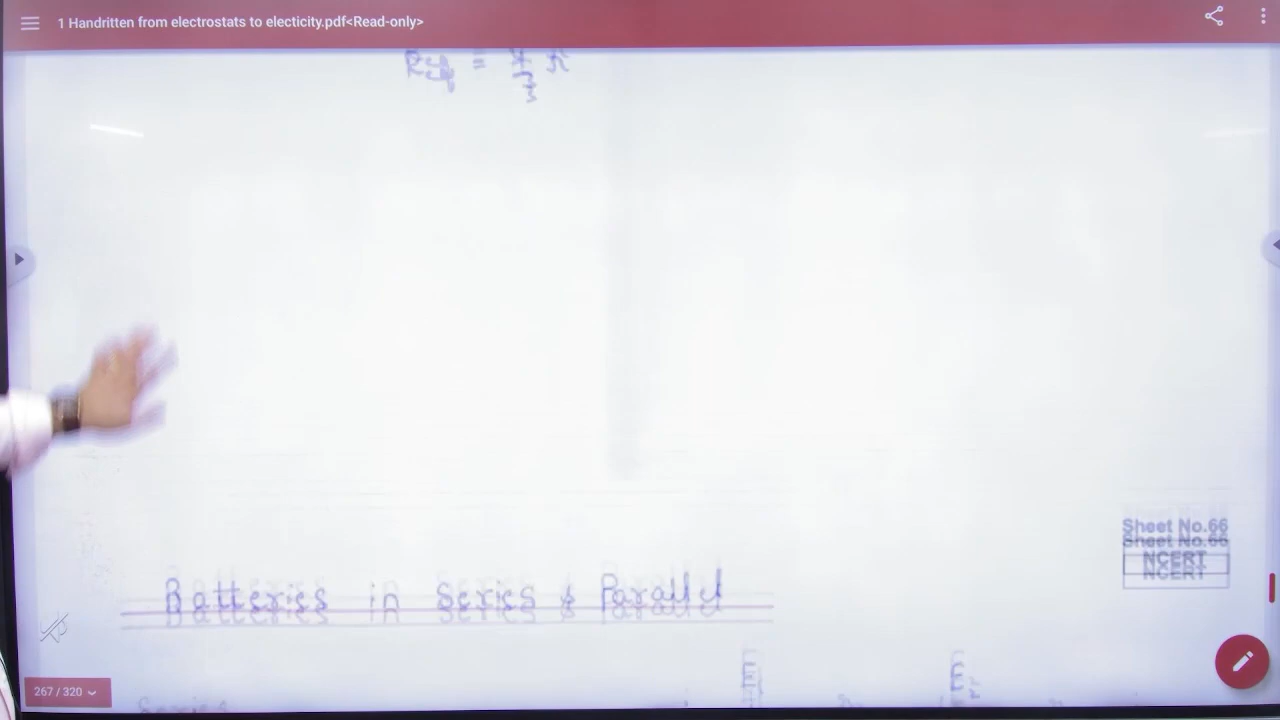 1 Handritten from electrostats to electicity.pdf<Read-only>
Sheet No.66
NCERT
Batteries in Series & Parallel
Series
267 / 320